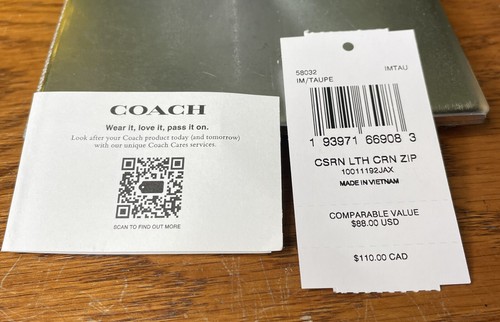 COACH
Wear it, love it, pass it on.
Look after your Coach product today (and tomorrow)
with our unique Coach Cares services.
SCAN TO FIND OUT MORE
58032 IMTAU
IM/TAUPE
1 93971 66908 3
CSRN LTH CRN ZIP
10011192JAX
MADE IN VIETNAM
COMPARABLE VALUE
$88.00 USD
$110.00 CAD